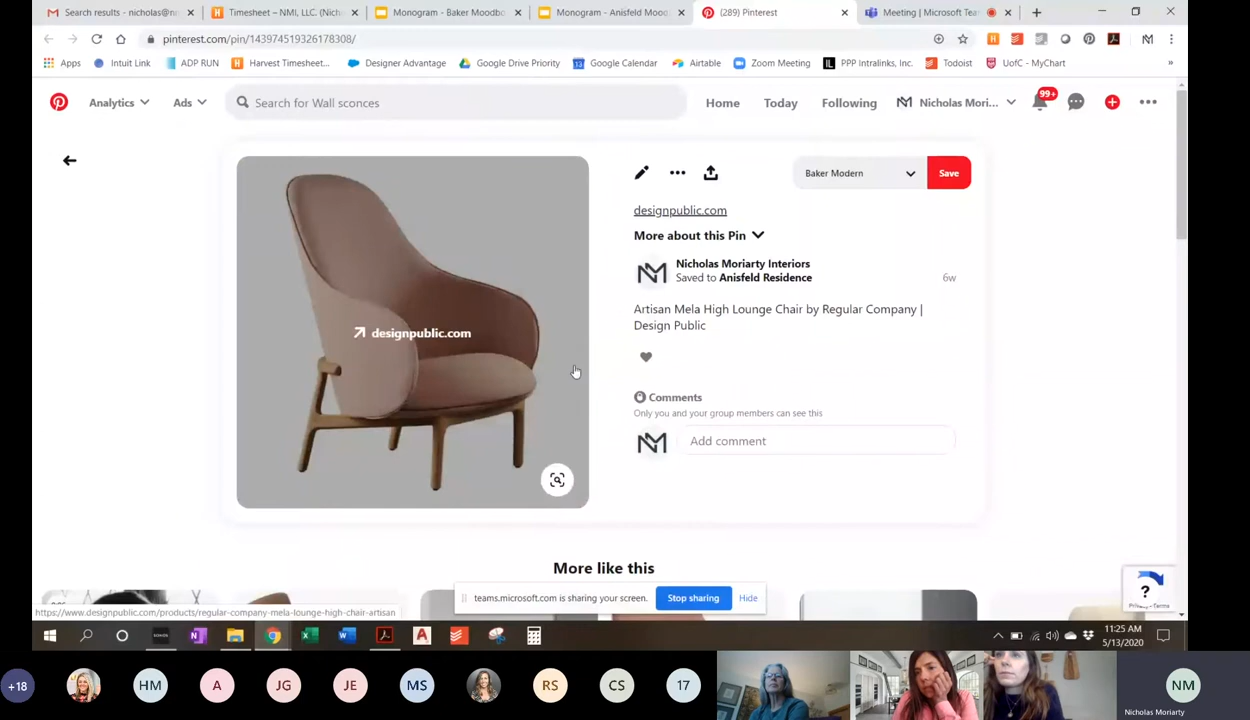 Search results - nicholas@n
Timesheet – NMI, LLC. (Nich
Monogram - Baker Moodbo
Monogram - Anisfeld Moo
(289) Pinterest
Meeting | Microsoft Tea
pinterest.com/pin/143974519326178308/
Apps
Intuit Link
ADP RUN
Harvest Timesheet...
Designer Advantage
Google Drive Priority
Google Calendar
Airtable
Zoom Meeting
PPP Intralinks, Inc.
Todoist
UofC - MyChart
»
Analytics
Ads
Search for Wall sconces
Home
Today
Following
Nicholas Mori...
99+
Baker Modern
Save
designpublic.com
More about this Pin
Nicholas Moriarty Interiors
Saved to Anisfeld Residence
6w
designpublic.com
Artisan Mela High Lounge Chair by Regular Company |
Design Public
Comments
Only you and your group members can see this
Add comment
More like this
teams.microsoft.com is sharing your screen.
Stop sharing
Hide
?
Privacy - Terms
https://www.designpublic.com/products/regular-company-mela-lounge-high-chair-artisan
11:25 AM
5/13/2020
+18
HM
A
JG
JE
MS
RS
CS
17
NM
Nicholas Moriarty